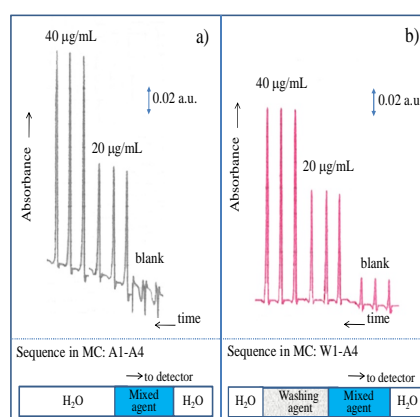 a)
40 µg/mL
0.02 a.u.
20 µg/mL
Absorbance
blank
time
Sequence in MC: A1-A4
to detector
H₂O
Mixed agent
H₂O
b)
40 µg/mL
0.02 a.u
20 µg/mL
Absorbance
blank
time
Sequence in MC: W1-A4
to detector
H₂O
Washing agent
Mixed agent
H₂O